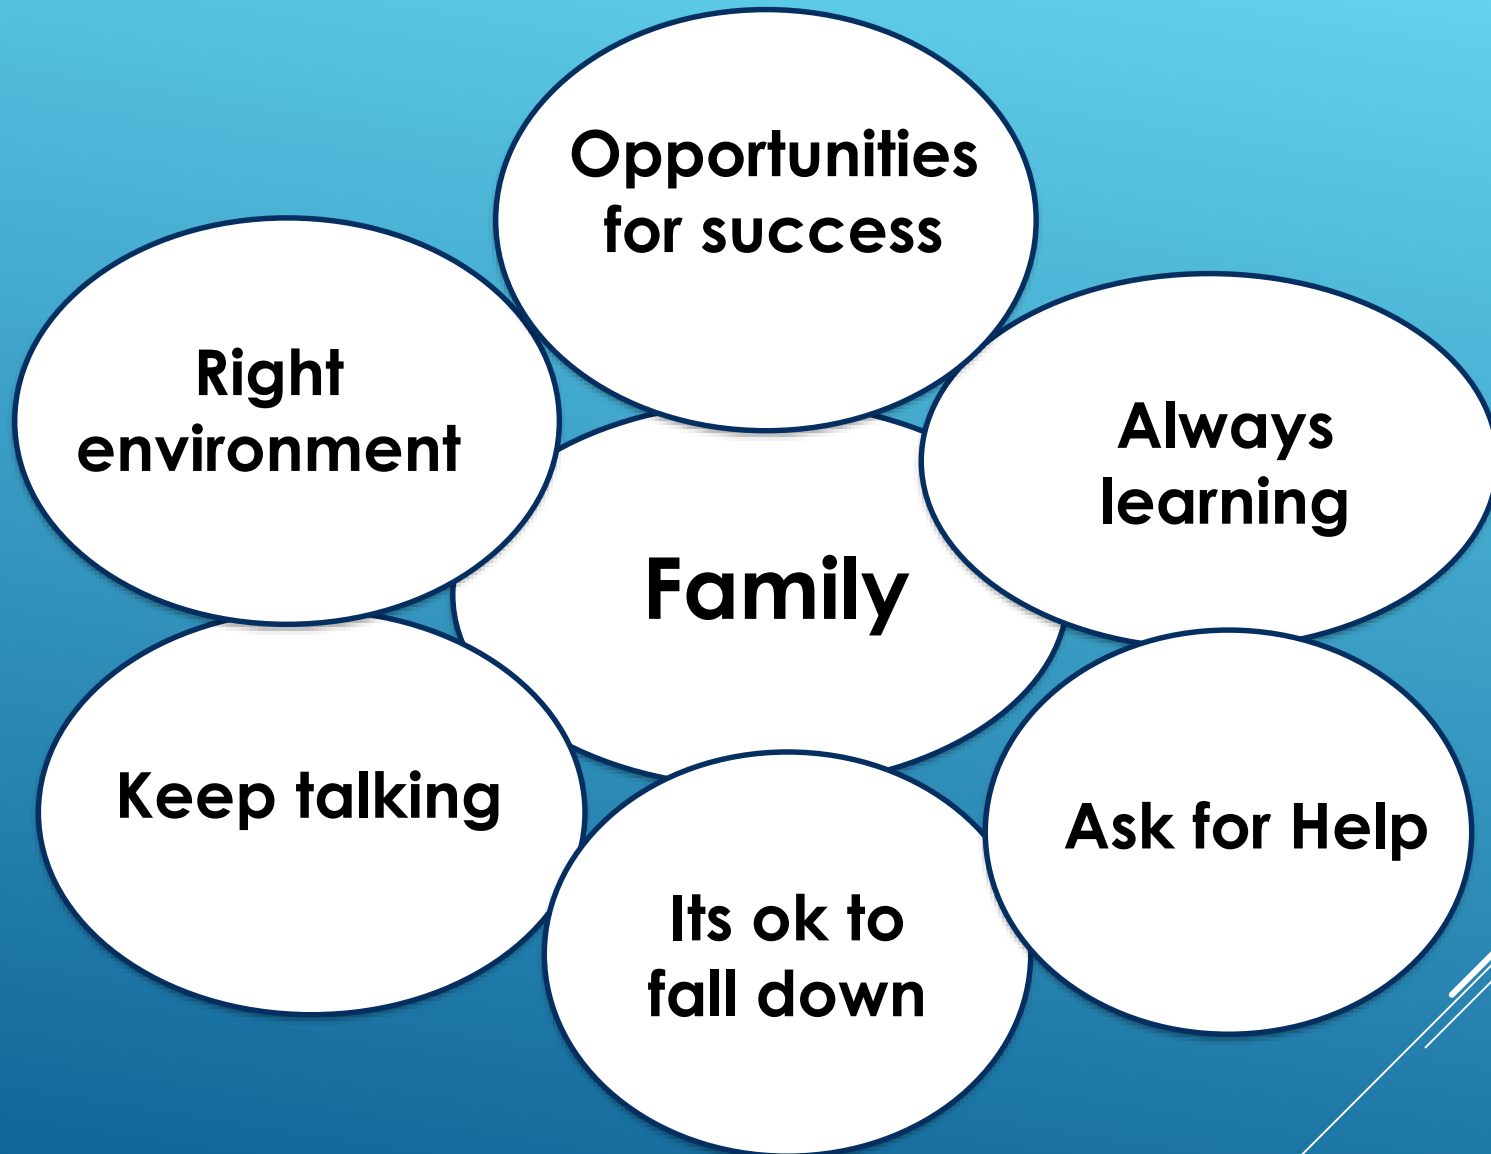 Opportunities
for success
Right
environment
Always
learning
Family
Keep talking
Ask for Help
Its ok to
fall down